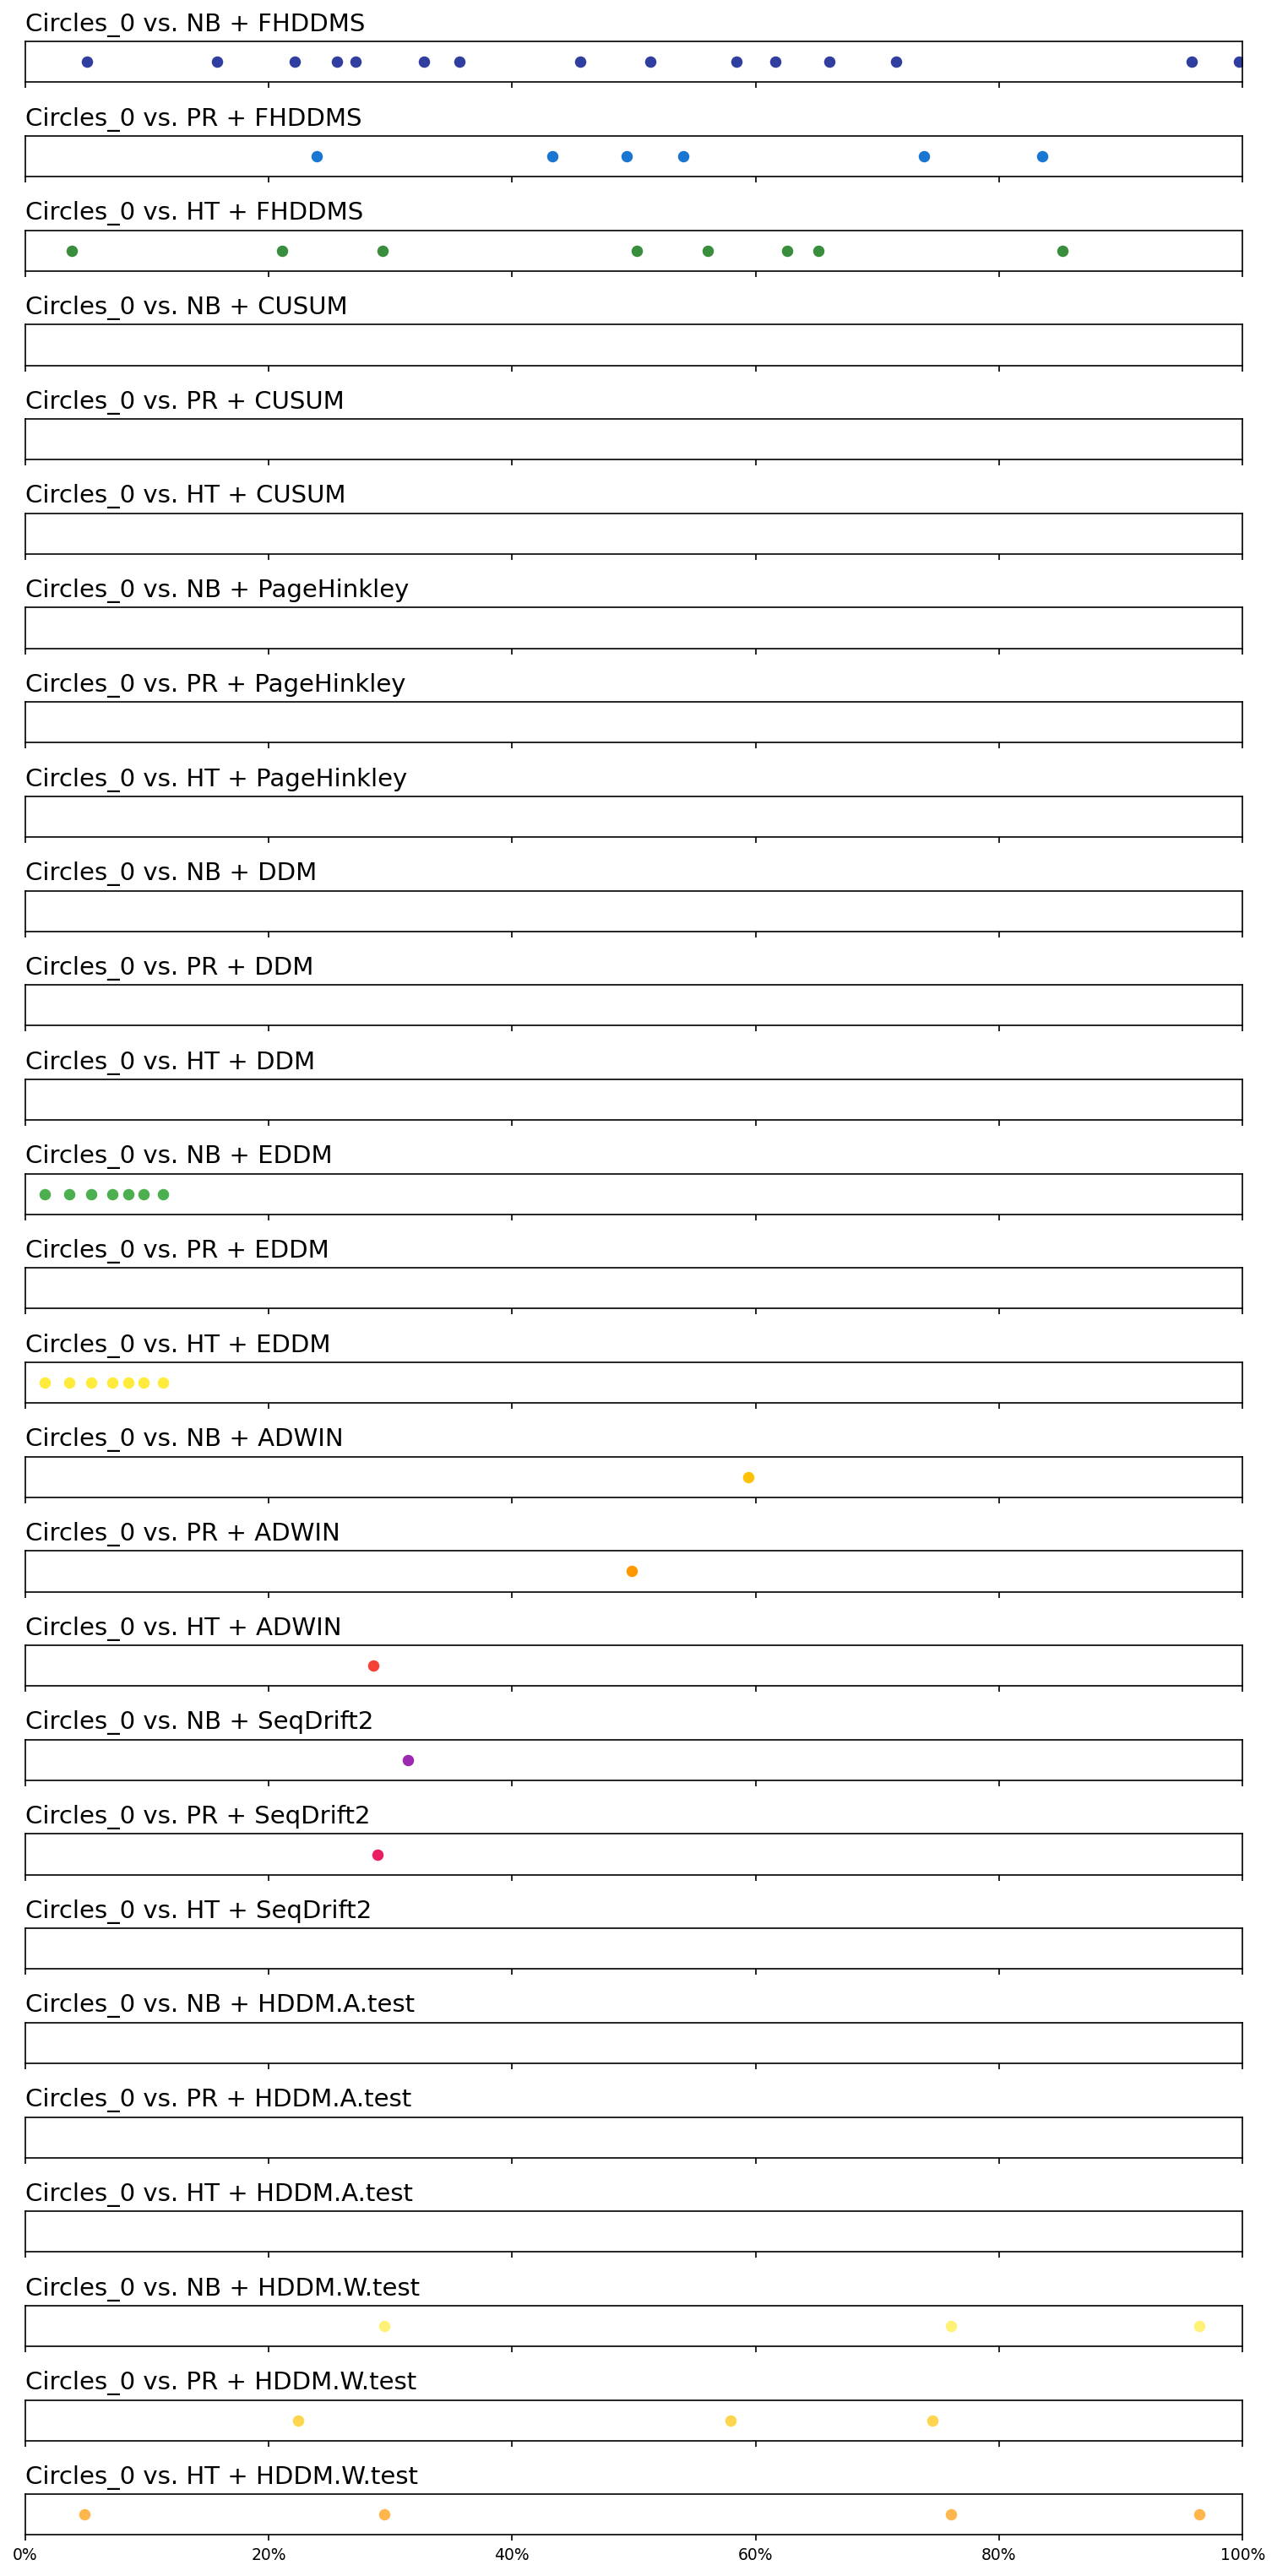 Circles_0 vs. NB + FHDDMS
Circles_0 vs. PR + FHDDMS
Circles_0 vs. HT + FHDDMS
Circles_0 vs. NB + CUSUM
Circles_0 vs. PR + CUSUM
Circles_0 vs. HT + CUSUM
Circles_0 vs. NB + PageHinkley
Circles_0 vs. PR + PageHinkley
Circles_0 vs. HT + PageHinkley
Circles_0 vs. NB + DDM
Circles_0 vs. PR + DDM
Circles_0 vs. HT + DDM
Circles_0 vs. NB + EDDM
Circles_0 vs. PR + EDDM
Circles_0 vs. HT + EDDM
Circles_0 vs. NB + ADWIN
Circles_0 vs. PR + ADWIN
Circles_0 vs. HT + ADWIN
Circles_0 vs. NB + SeqDrift2
Circles_0 vs. PR + SeqDrift2
Circles_0 vs. HT + SeqDrift2
Circles_0 vs. NB + HDDM.A.test
Circles_0 vs. PR + HDDM.A.test
Circles_0 vs. HT + HDDM.A.test
Circles_0 vs. NB + HDDM.W.test
Circles_0 vs. PR + HDDM.W.test
Circles_0 vs. HT + HDDM.W.test
0% 20% 40% 60% 80% 100%